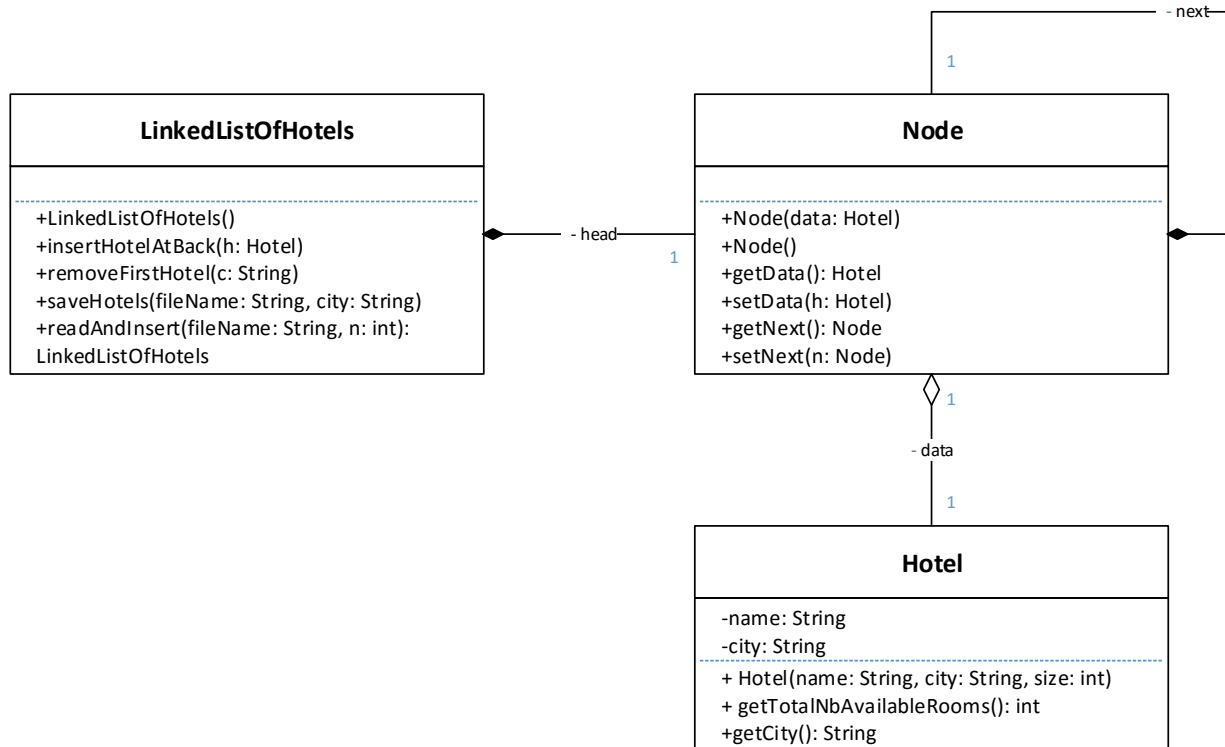 - next
1
LinkedListOfHotels
+LinkedListOfHotels()
+insertHotelAtBack(h: Hotel)
+removeFirstHotel(c: String)
+saveHotels(fileName: String, city: String)
+readAndInsert(fileName: String, n: int):
LinkedListOfHotels
- head
1
Node
+Node(data: Hotel)
+Node()
+getData(): Hotel
+setData(h: Hotel)
+getNext(): Node
+setNext(n: Node)
1
- data
1
Hotel
-name: String
-city: String
+ Hotel(name: String, city: String, size: int)
+ getTotalNbAvailableRooms(): int
+getCity(): String